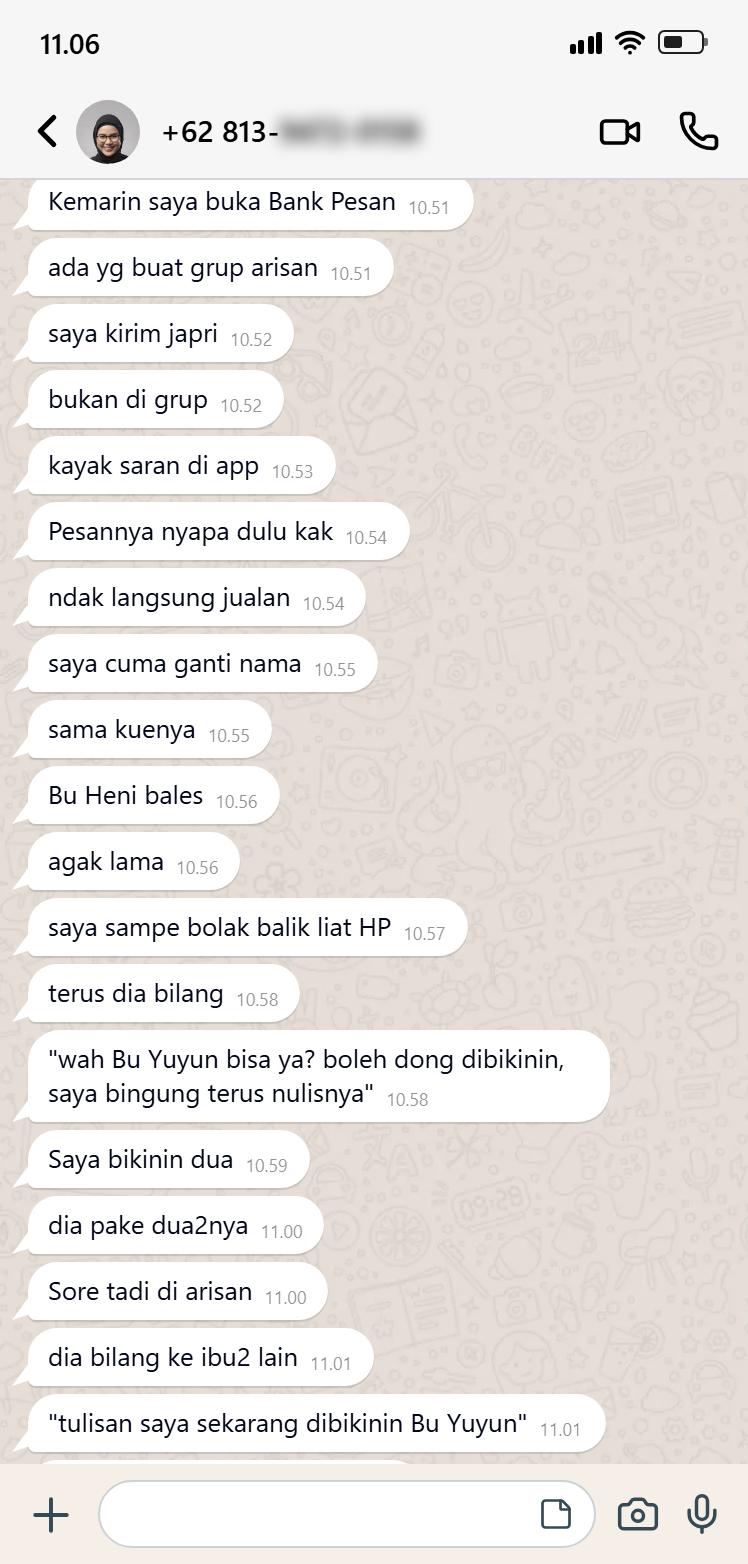 11.06
+62 813-
Kemarin saya buka Bank Pesan 10.51
ada yg buat grup arisan 10.51
saya kirim japri 10.52
bukan di grup 10.52
kayak saran di app 10.53
Pesannya nyapa dulu kak 10.54
ndak langsung jualan 10.54
saya cuma ganti nama 10.55
sama kuenya 10.55
Bu Heni bales 10.56
agak lama 10.56
saya sampe bolak balik liat HP 10.57
terus dia bilang 10.58
"wah Bu Yuyun bisa ya? boleh dong dibikinin,
saya bingung terus nulisnya" 10.58
Saya bikinin dua 10.59
dia pake dua2nya 11.00
Sore tadi di arisan 11.00
dia bilang ke ibu2 lain 11.01
"tulisan saya sekarang dibikinin Bu Yuyun" 11.01